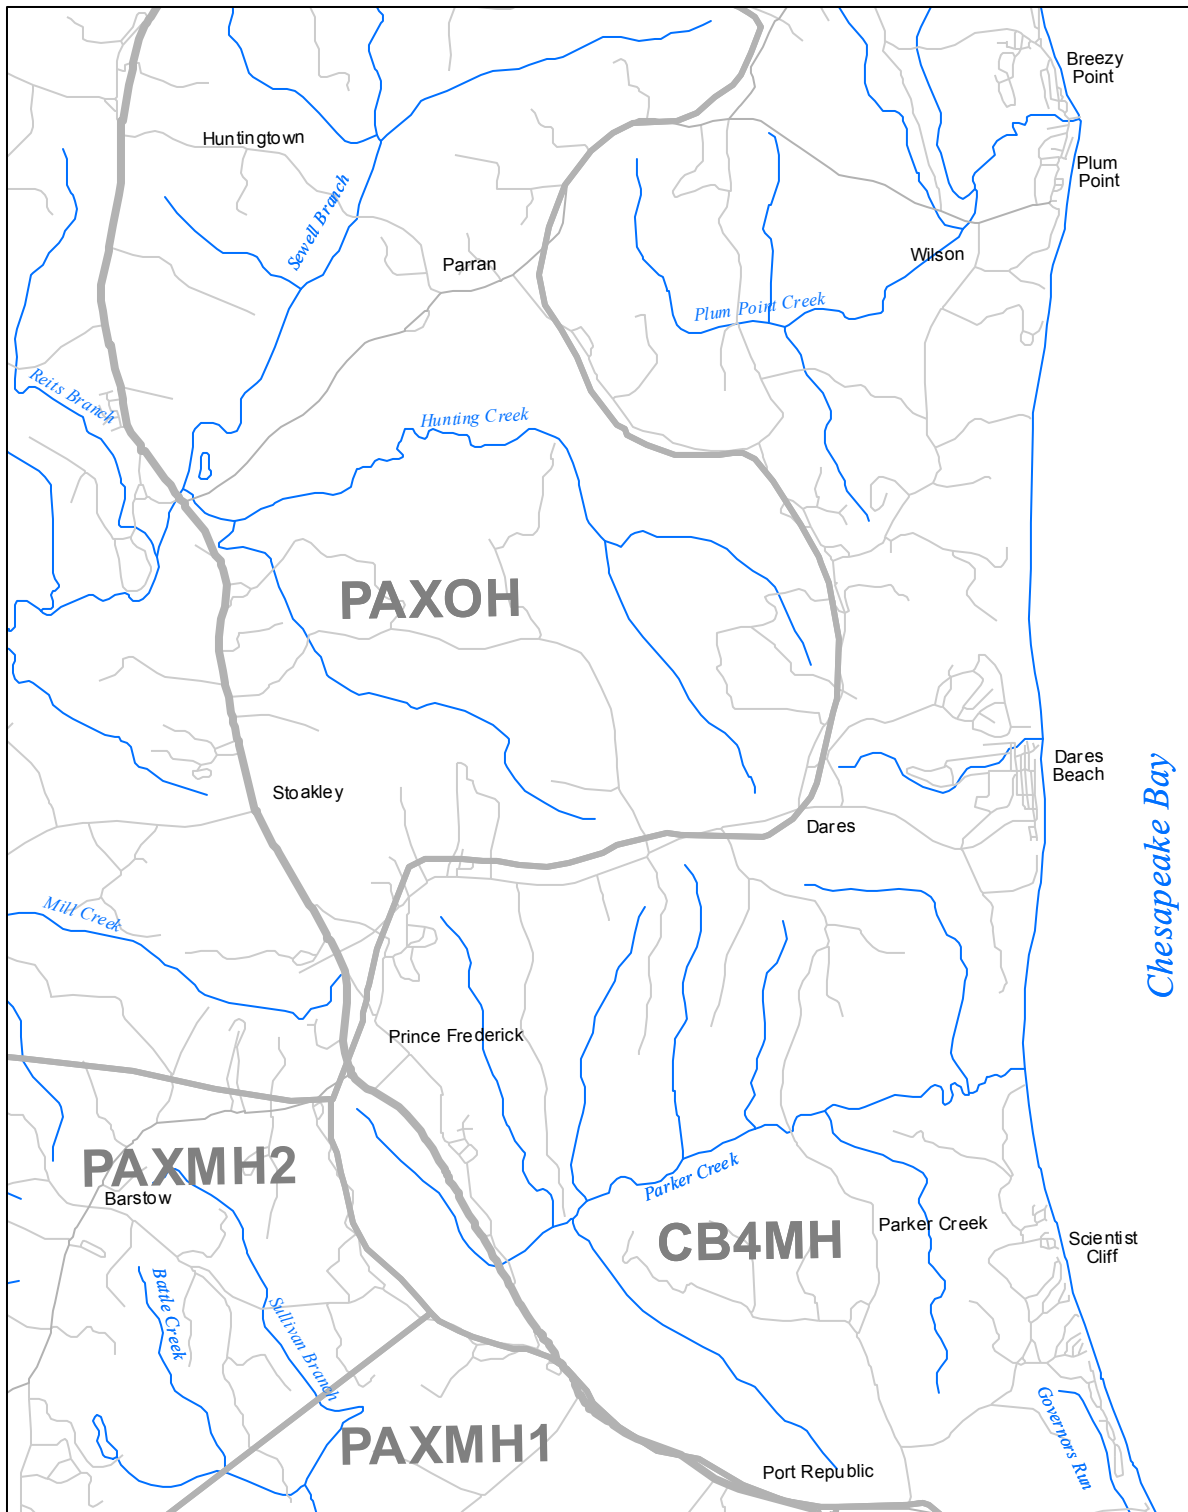 Breezy
Point
Huntingtown
Plum
Point
Sewell Branch
Wilson
Parran
Plum Point Creek
Reits Branch
Hunting Creek
PAXOH
Dares
Beach
Chesapeake Bay
Stoakley
Dares
Mill Creek
Prince Frederick
PAXMH2
Barstow
Parker Creek
CB4MH
Parker Creek
Scientist
Cliff
Battle Creek
Sullivan Branch
PAXMH1
Governors Run
Port Republic